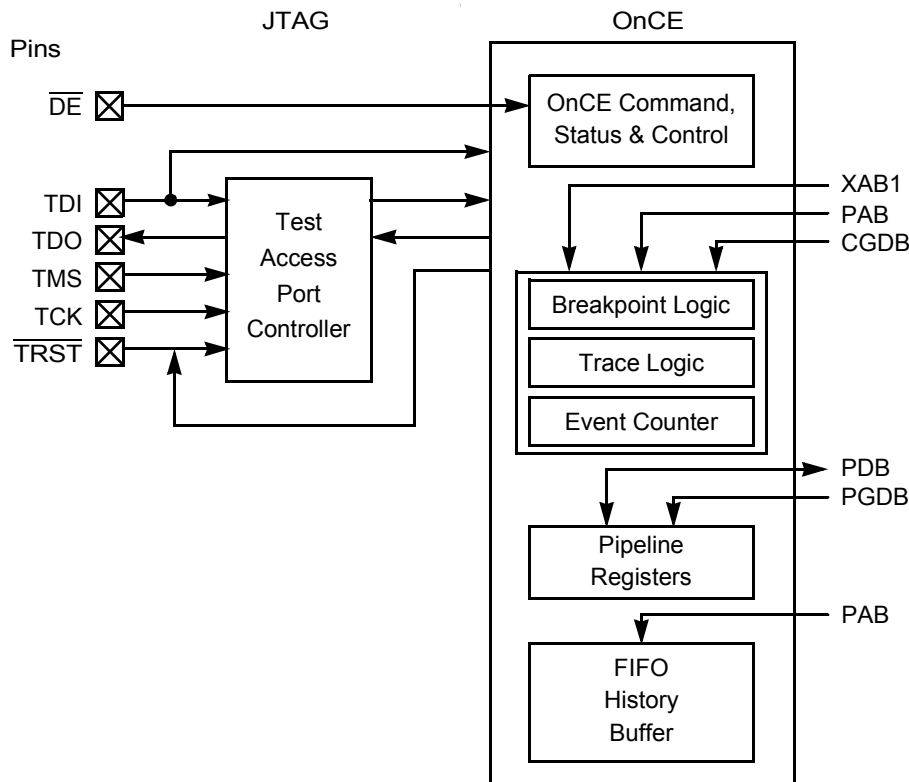 JTAG
OnCE
Pins
DE
TDI
TDO
TMS
TCK
TRST
Test
Access
Port
Controller
OnCE Command,
Status & Control
XAB1
PAB
CGDB
Breakpoint Logic
Trace Logic
Event Counter
PDB
PGDB
Pipeline
Registers
PAB
FIFO
History
Buffer